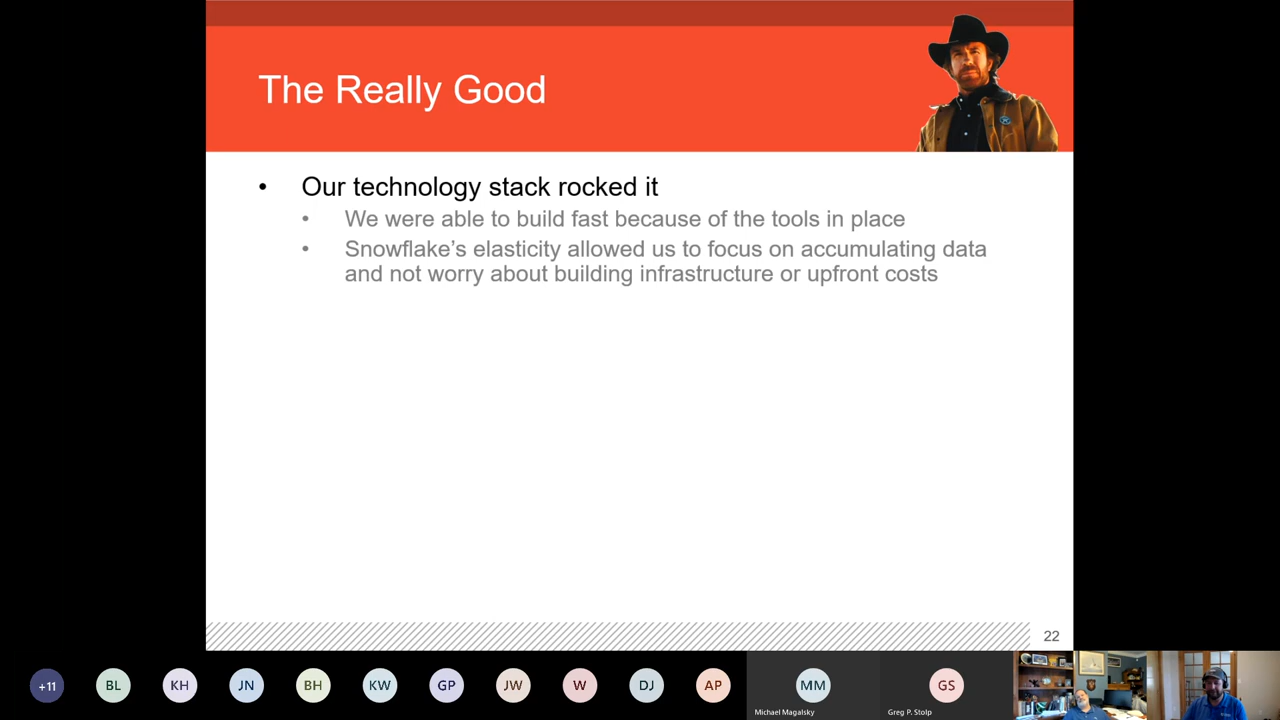 The Really Good
• Our technology stack rocked it
• We were able to build fast because of the tools in place
• Snowflake's elasticity allowed us to focus on accumulating data
and not worry about building infrastructure or upfront costs
22
+11 BL KH JN BH KW GP JW W DJ AP MM GS
Michael Magalsky Greg P. Stolp